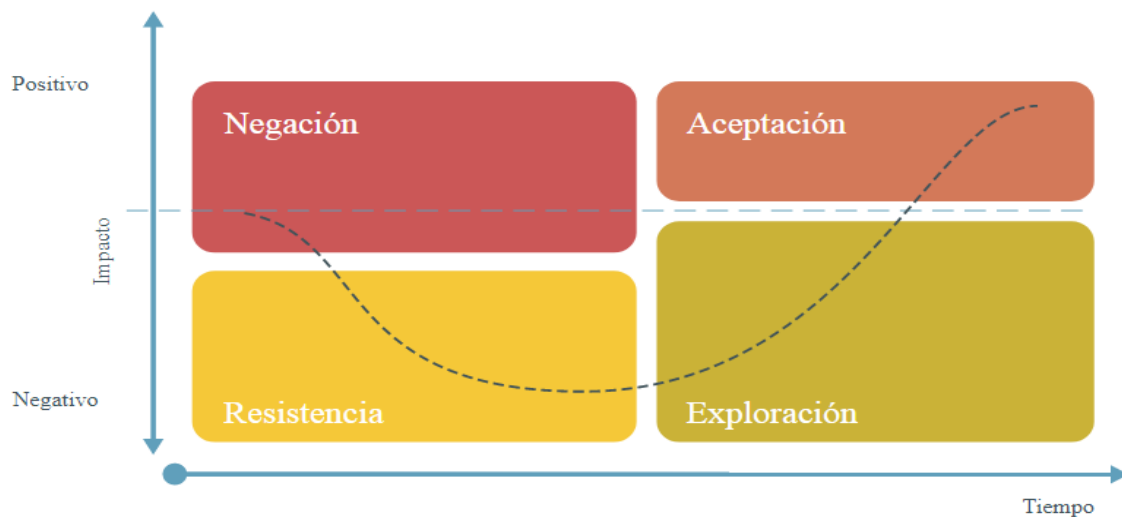 Positivo
Negación
Aceptación
Impacto
Negativo
Resistencia
Exploración
Tiempo